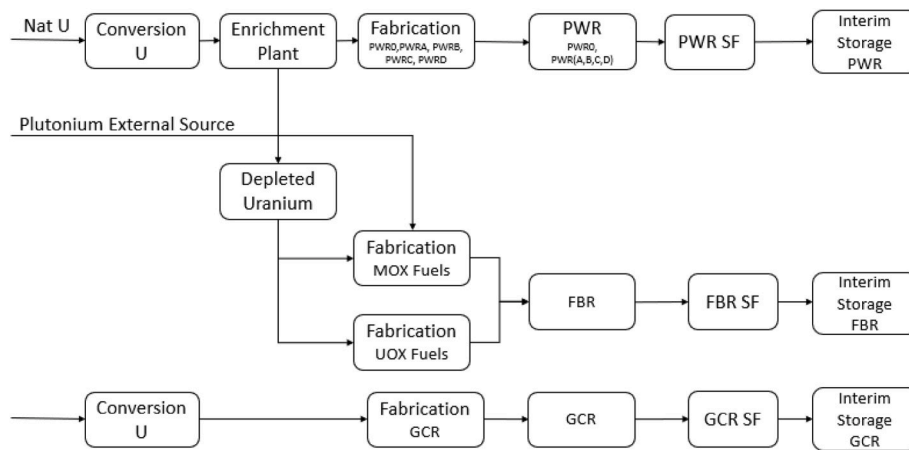 Nat U
Conversion
U
Enrichment
Plant
Fabrication
PWR0,PWRA, PWRB,
PWRC, PWRD
PWR
PWR0,
PWR(A,B,C,D)
PWR SF
Interim
Storage
PWR
Plutonium External Source
Depleted
Uranium
Fabrication
MOX Fuels
Fabrication
UOX Fuels
FBR
FBR SF
Interim
Storage
FBR
Conversion
U
Fabrication
GCR
GCR
GCR SF
Interim
Storage
GCR